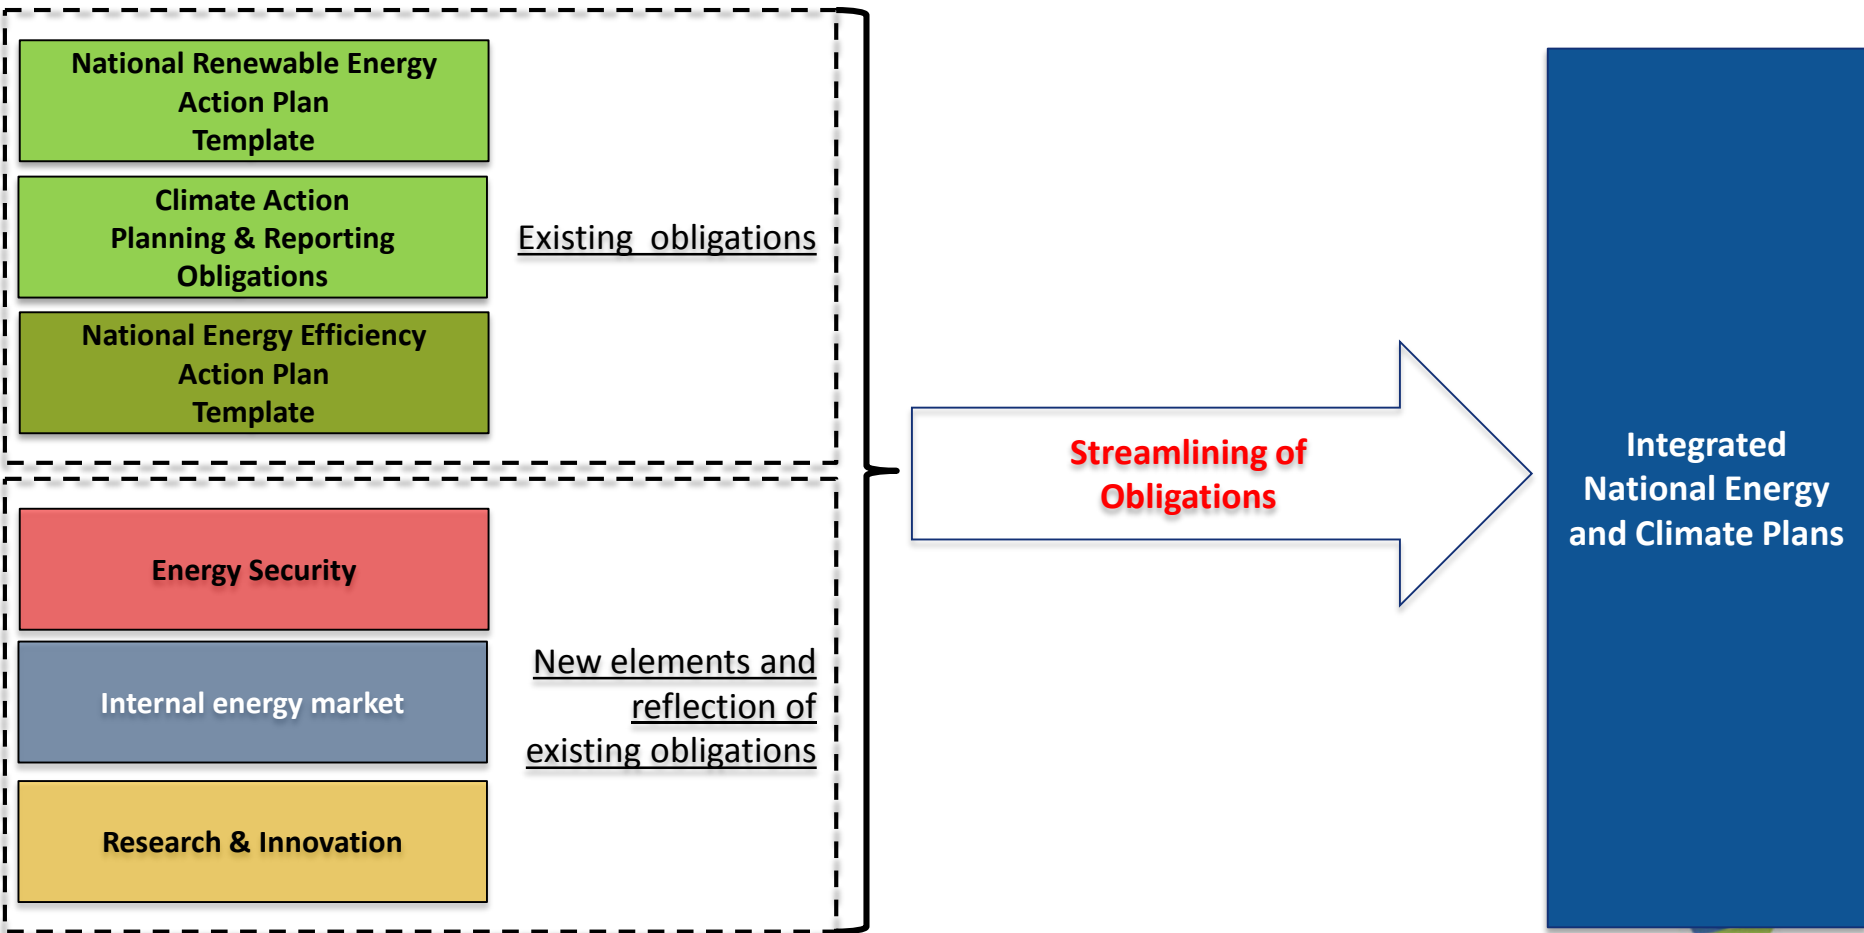 National Renewable Energy
Action Plan
Template
Climate Action
Planning & Reporting
Obligations
National Energy Efficiency
Action Plan
Template
Existing obligations
Energy Security
Internal energy market
Research & Innovation
New elements and
reflection of
existing obligations
Streamlining of
Obligations
Integrated
National Energy
and Climate Plans